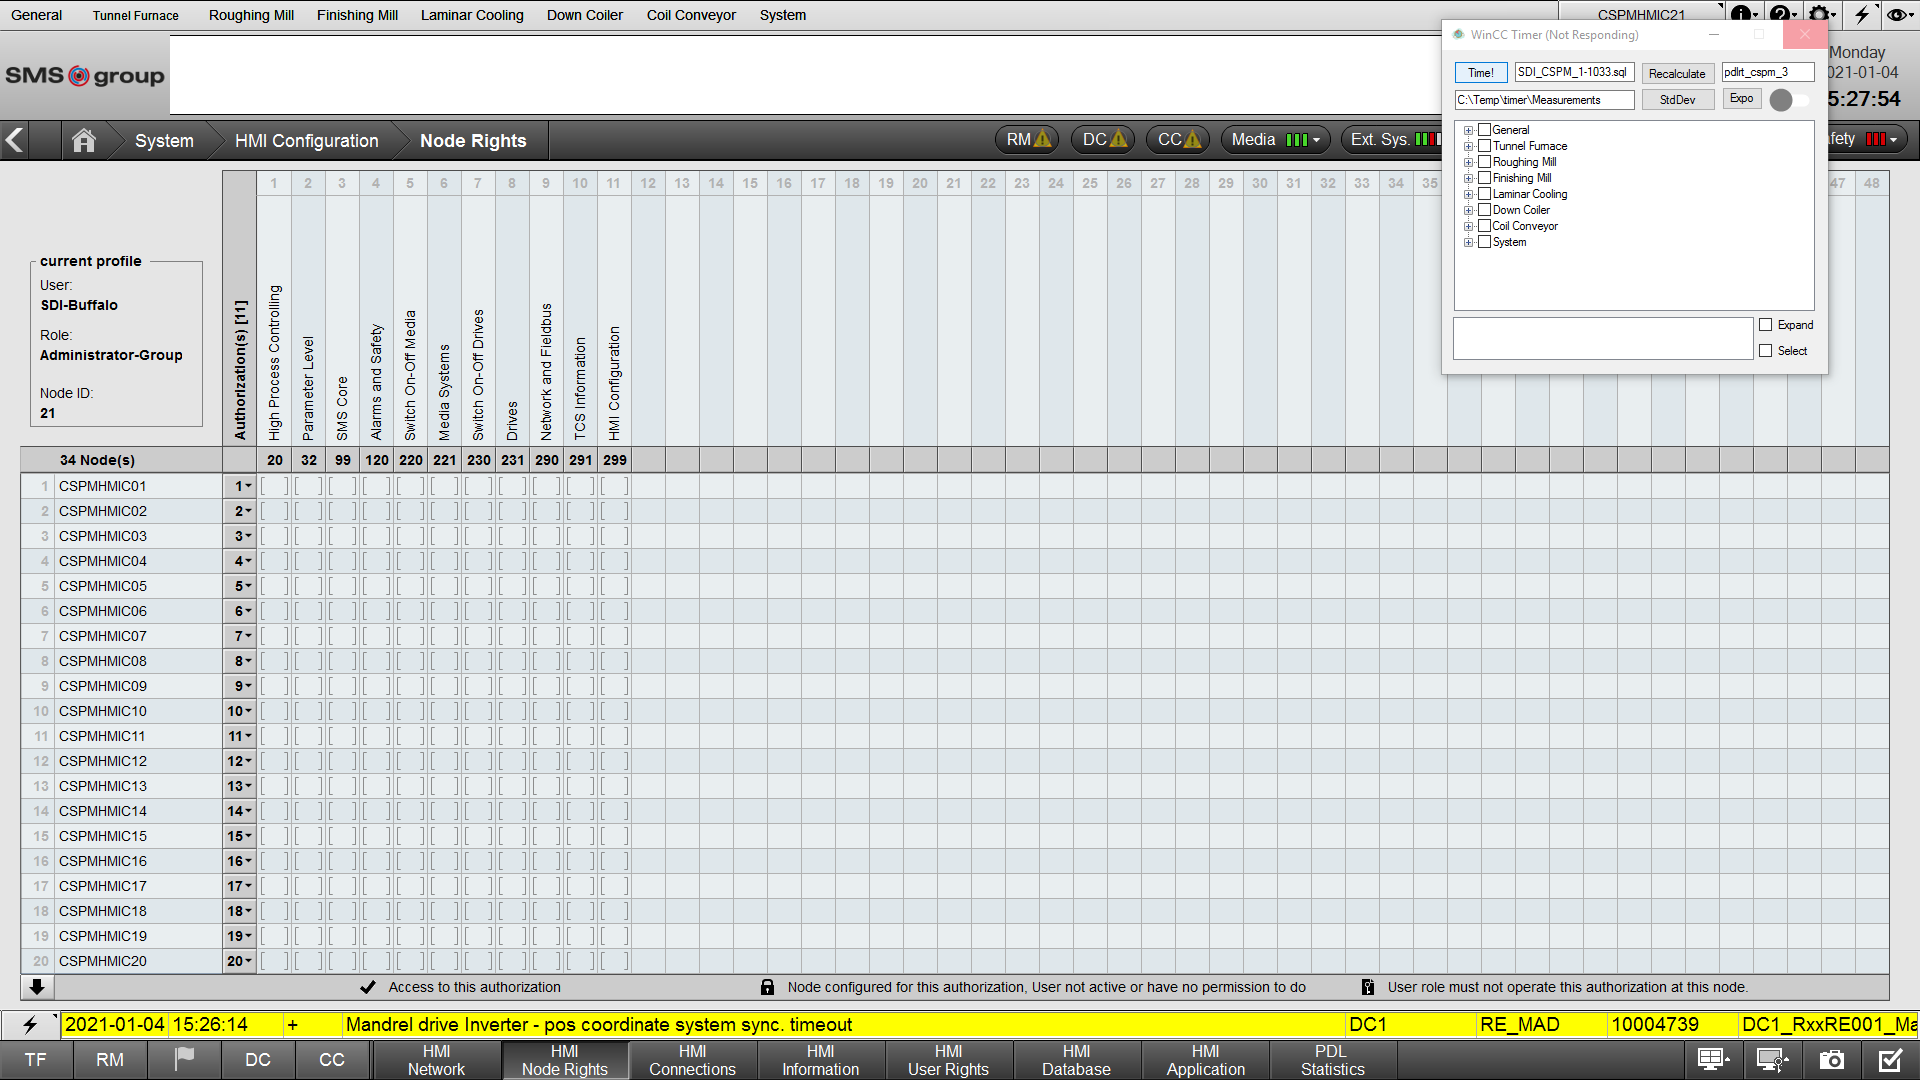 General Tunnel Furnace Roughing Mill Finishing Mill Laminar Cooling Down Coiler Coil Conveyor System CSPMHMIC21
WinCC Timer (Not Responding)
Monday
SMS group
Time! SDI_CSPM_1-1033.sql Recalculate pdlrt_cspm_3
021-01-04
C:\Temp\timer\Measurements StdDev Expo
5:27:54
System HMI Configuration Node Rights RM DC CC Media Ext. Sys. fety
General
Tunnel Furnace
Roughing Mill
Finishing Mill
Laminar Cooling
Down Coiler
Coil Conveyor
System
Expand
Select
1 2 3 4 5 6 7 8 9 10 11 12 13 14 15 16 17 18 19 20 21 22 23 24 25 26 27 28 29 30 31 32 33 34 35 47 48
current profile
User:
SDI-Buffalo
Role:
Administrator-Group
Node ID:
21
Authorization(s) [11]
High Process Controlling
Parameter Level
SMS Core
Alarms and Safety
Switch On-Off Media
Media Systems
Switch On-Off Drives
Drives
Network and Fieldbus
TCS Information
HMI Configuration
34 Node(s) 20 32 99 120 220 221 230 231 290 291 299
1 CSPMHMIC01 1
2 CSPMHMIC02 2
3 CSPMHMIC03 3
4 CSPMHMIC04 4
5 CSPMHMIC05 5
6 CSPMHMIC06 6
7 CSPMHMIC07 7
8 CSPMHMIC08 8
9 CSPMHMIC09 9
10 CSPMHMIC10 10
11 CSPMHMIC11 11
12 CSPMHMIC12 12
13 CSPMHMIC13 13
14 CSPMHMIC14 14
15 CSPMHMIC15 15
16 CSPMHMIC16 16
17 CSPMHMIC17 17
18 CSPMHMIC18 18
19 CSPMHMIC19 19
20 CSPMHMIC20 20
Access to this authorization Node configured for this authorization, User not active or have no permission to do User role must not operate this authorization at this node.
2021-01-04 15:26:14 + Mandrel drive Inverter - pos coordinate system sync. timeout DC1 RE_MAD 10004739 DC1_RxxRE001_Ma
TF RM DC CC HMI Network HMI Node Rights HMI Connections HMI Information HMI User Rights HMI Database HMI Application PDL Statistics